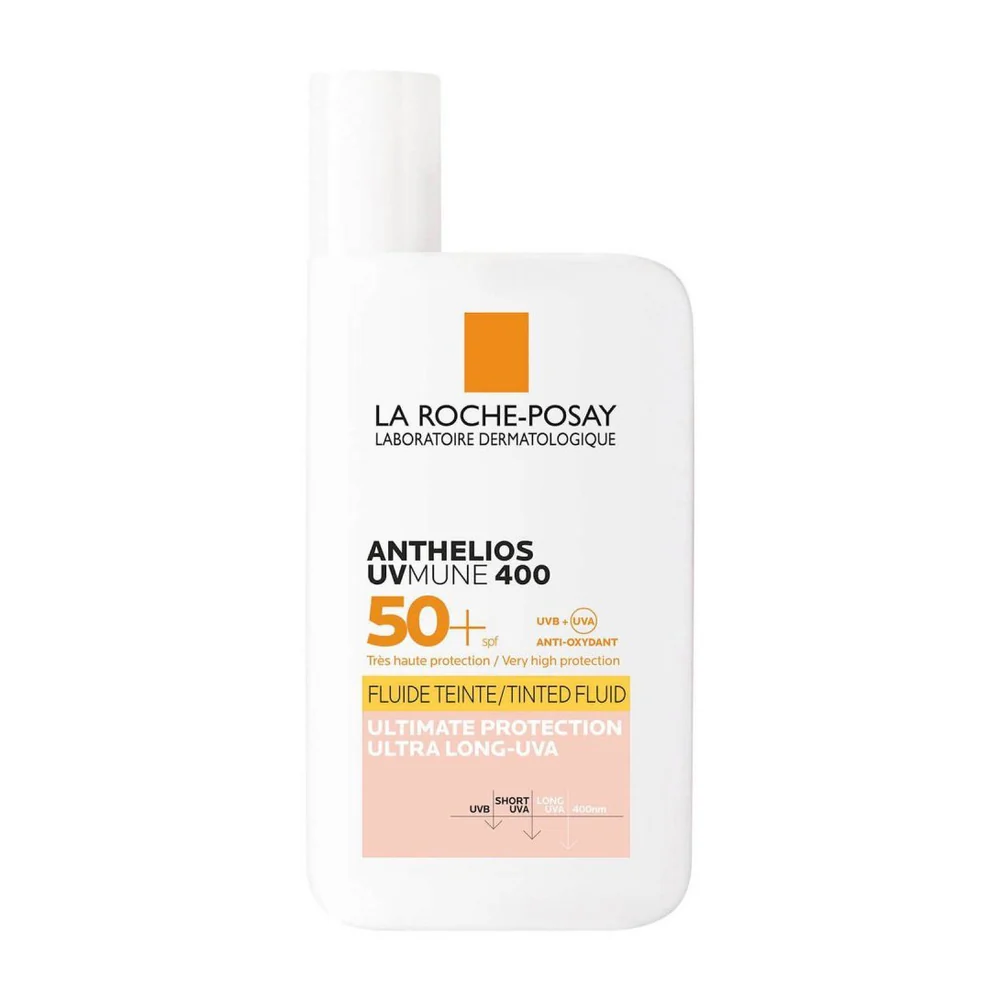 LA ROCHE-POSAY
LABORATOIRE DERMATOLOGIQUE
ANTHELIOS
UVMUNE 400
50+ spf
UVB + UVA
ANTI-OXYDANT
Très haute protection / Very high protection
FLUIDE TEINTE/TINTED FLUID
ULTIMATE PROTECTION
ULTRA LONG-UVA
UVB
SHORT
UVA
LONG
UVA
400nm